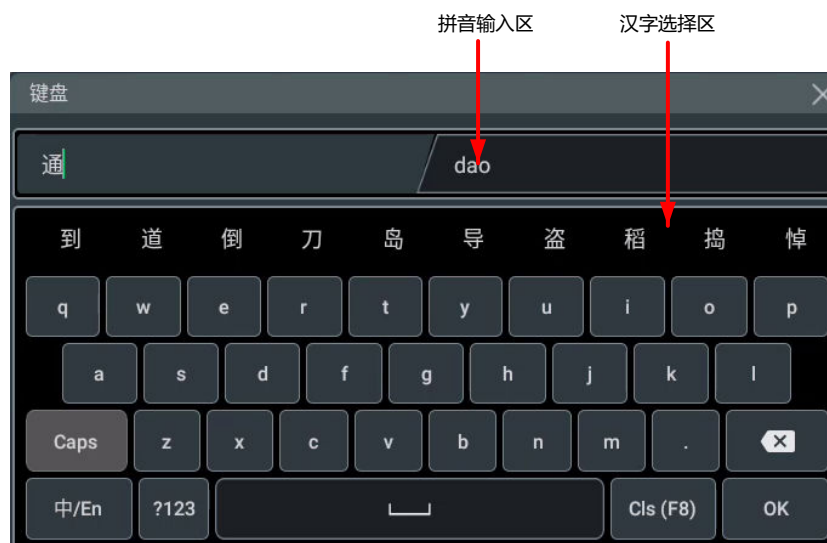 拼音输入区 汉字选择区
键盘
通 dao
到 道 倒 刀 岛 导 盗 稻 捣 悼
q w e r t y u i o p
a s d f g h j k l
Caps z x c v b n m .
中/En ?123 Cls (F8) OK